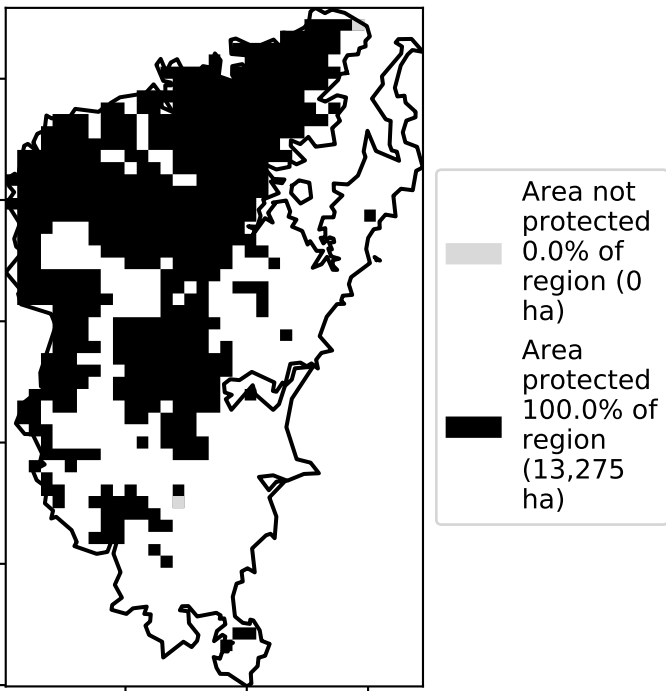 Area not
protected
0.0% of
region (0
ha)
Area
protected
100.0% of
region
(13,275
ha)